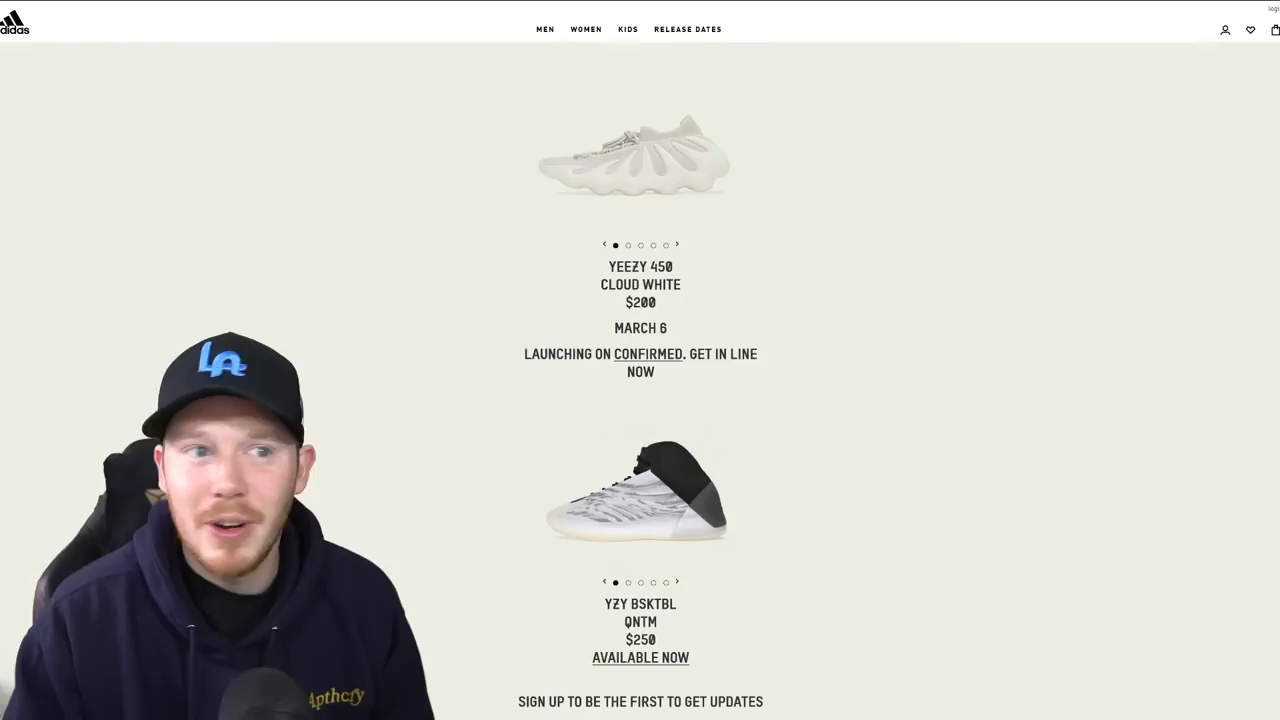 adidas
MEN WOMEN KIDS RELEASE DATES
YEEZY 450
CLOUD WHITE
$200
MARCH 6
LAUNCHING ON CONFIRMED. GET IN LINE
NOW
LA
YZY BSKTBL
QNTM
$250
AVAILABLE NOW
SIGN UP TO BE THE FIRST TO GET UPDATES